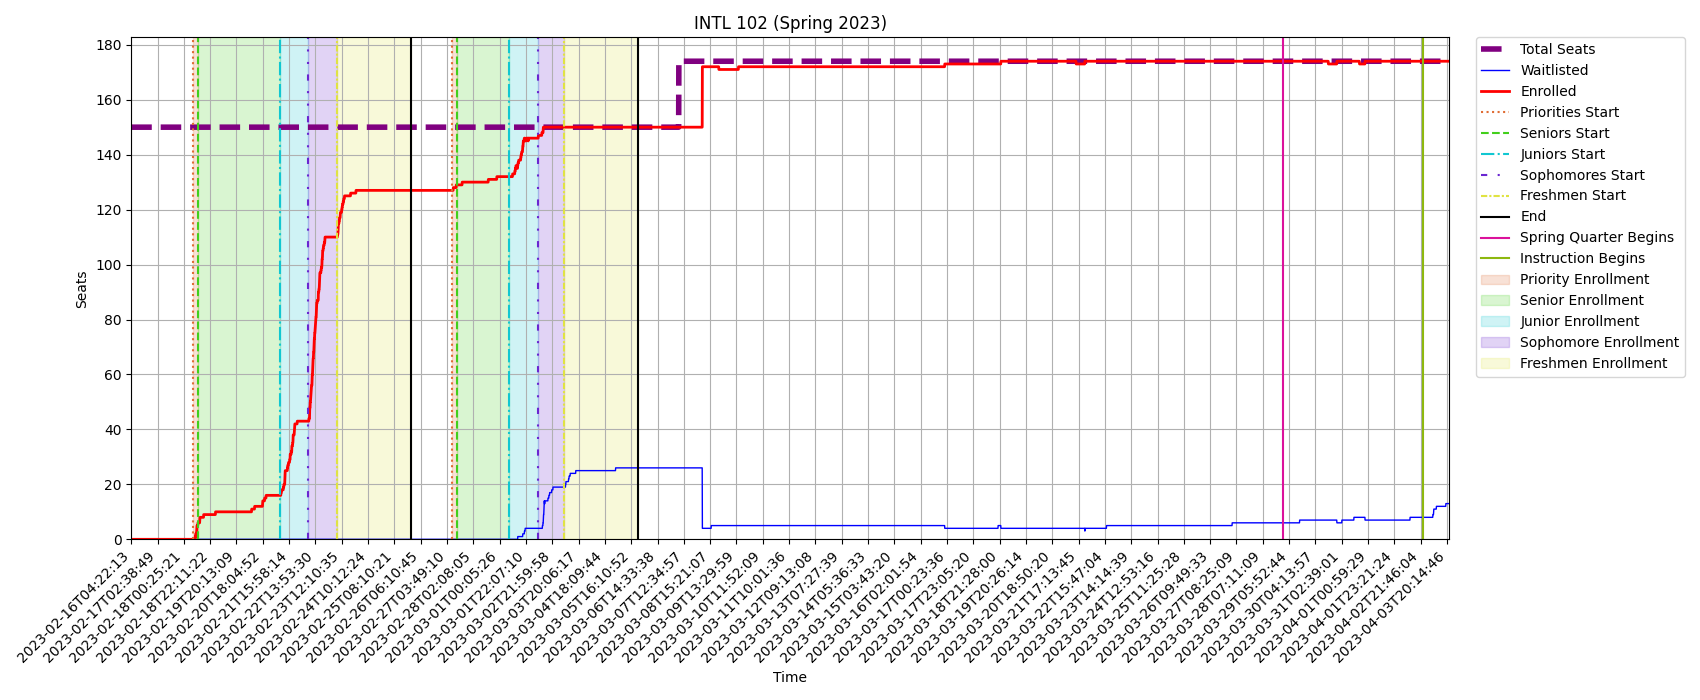 INTL 102 (Spring 2023)
180
160
140
120
100
80
60
40
20
0
Seats
2023-02-16T04:22:13
2023-02-17T02:38:49
2023-02-18T00:25:21
2023-02-18T22:11:22
2023-02-19T20:13:09
2023-02-20T18:04:52
2023-02-21T15:58:14
2023-02-22T13:53:30
2023-02-23T12:10:35
2023-02-24T10:12:24
2023-02-25T08:10:21
2023-02-26T06:10:45
2023-02-27T03:49:10
2023-02-28T02:08:05
2023-03-01T00:05:26
2023-03-01T22:07:10
2023-03-02T21:59:58
2023-03-03T20:06:17
2023-03-04T18:09:44
2023-03-05T16:10:52
2023-03-06T14:33:38
2023-03-07T12:34:57
2023-03-08T15:21:07
2023-03-09T13:29:59
2023-03-10T11:52:09
2023-03-11T10:01:36
2023-03-12T09:13:08
2023-03-13T07:27:39
2023-03-14T05:36:33
2023-03-15T03:43:20
2023-03-16T02:01:54
2023-03-17T00:23:36
2023-03-17T23:05:20
2023-03-18T21:28:00
2023-03-19T20:26:14
2023-03-20T18:50:20
2023-03-21T17:13:45
2023-03-22T15:47:04
2023-03-23T14:14:39
2023-03-24T12:53:16
2023-03-25T11:25:28
2023-03-26T09:49:33
2023-03-27T08:25:09
2023-03-28T07:11:09
2023-03-29T05:52:44
2023-03-30T04:13:57
2023-03-31T02:39:01
2023-04-01T00:59:29
2023-04-01T23:21:24
2023-04-02T21:46:04
2023-04-03T20:14:46
Time
Total Seats
Waitlisted
Enrolled
Priorities Start
Seniors Start
Juniors Start
Sophomores Start
Freshmen Start
End
Spring Quarter Begins
Instruction Begins
Priority Enrollment
Senior Enrollment
Junior Enrollment
Sophomore Enrollment
Freshmen Enrollment